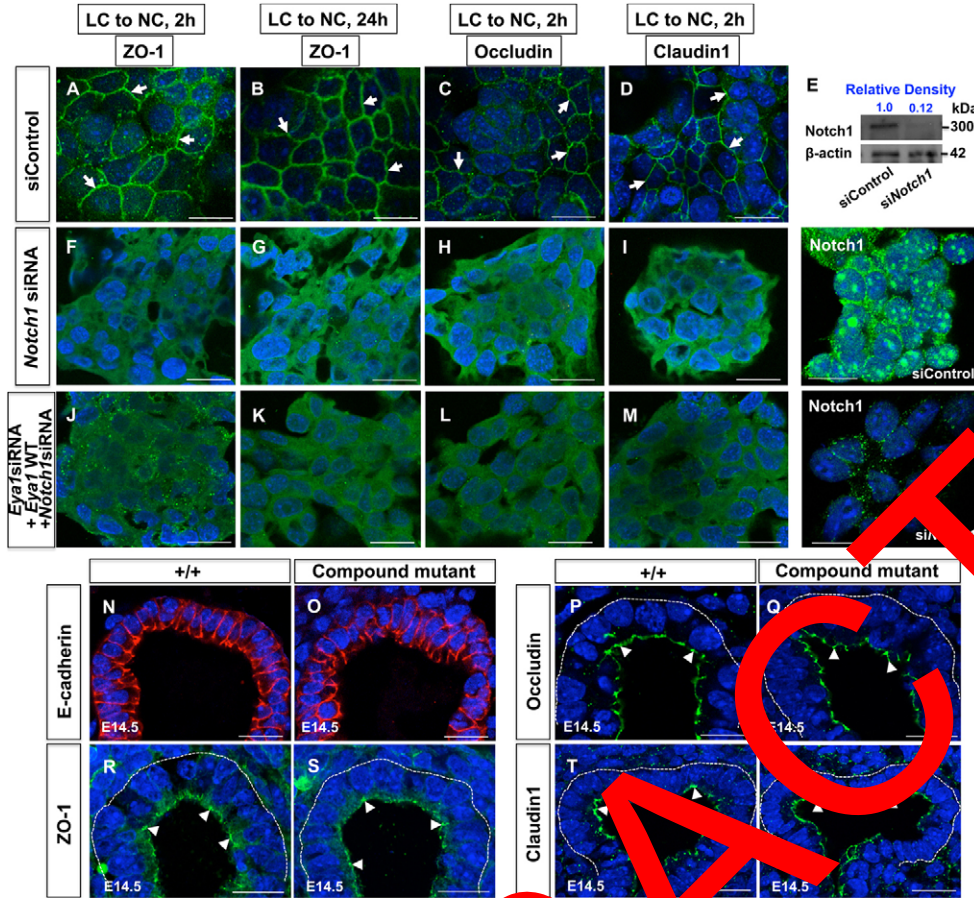 LC to NC, 2h
LC to NC, 24h
LC to NC, 2h
LC to NC, 2h
ZO-1
ZO-1
Occludin
Claudin1
siControl
A
B
C
D
E
Relative Density
1.0 0.12 kDa
Notch1 300
β-actin 42
siControl
siNotch1
Notch1 siRNA
F
G
H
I
Notch1
siControl
Eya1siRNA
+ Eya1 WT
+Notch1siRNA
J
K
L
M
Notch1
+/+
Compound mutant
+/+
Compound mutant
E-cadherin
N
E14.5
O
E14.5
Occludin
P
E14.5
Q
E14.5
ZO-1
R
E14.5
S
E14.5
Claudin1
T
E14.5
E14.5